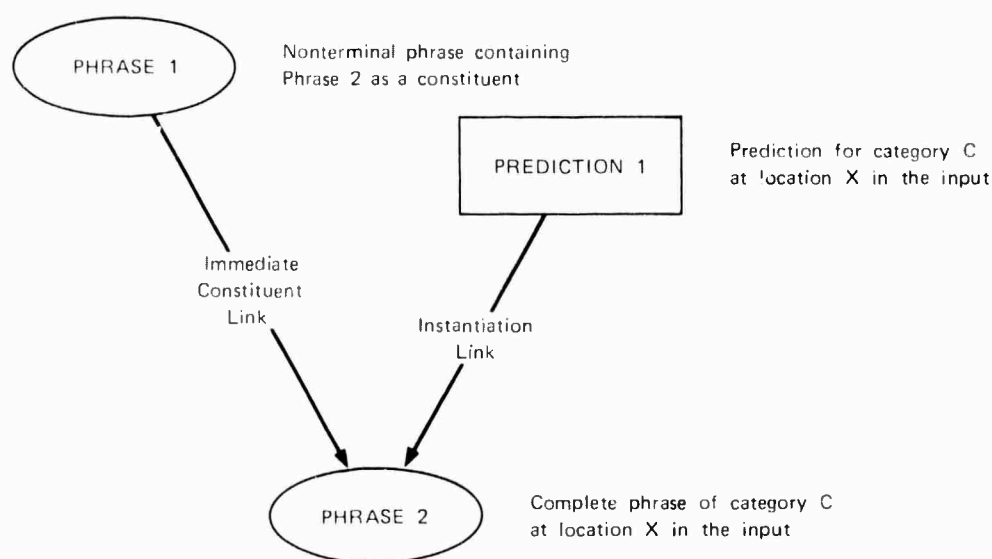 PHRASE 1
Nonterminal phrase containing
Phrase 2 as a constituent
PREDICTION 1
Prediction for category C
at location X in the input
Immediate
Constituent
Link
Instantiation
Link
PHRASE 2
Complete phrase of category C
at location X in the input